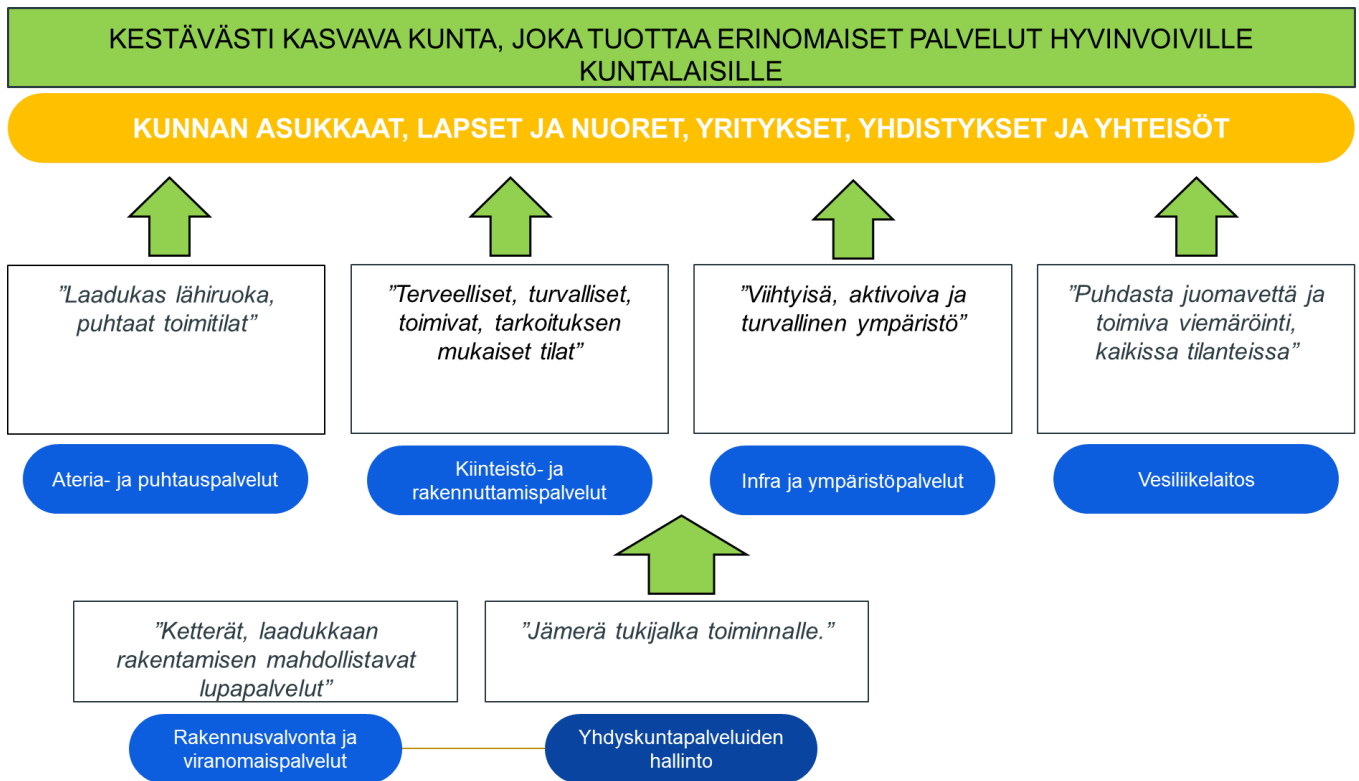 KESTÄVÄSTI KASVAVA KUNTA, JOKA TUOTTAA ERINOMAISET PALVELUT HYVINVOIVILLE
KUNTALAISILLE
KUNNAN ASUKKAAT, LAPSET JA NUORET, YRITYKSET, YHDISTYKSET JA YHTEISÖT
”Laadukas lähiruoka,
puhtaat toimitilat”
”Terveelliset, turvalliset,
toimivat, tarkoituksen
mukaiset tilat”
”Viihtyisä, aktivoiva ja
turvallinen ympäristö”
”Puhdasta juomavettä ja
toimiva viemäröinti,
kaikissa tilanteissa”
Ateria- ja puhtauspalvelut
Kiinteistö- ja
rakennuttamispalvelut
Infra ja ympäristöpalvelut
Vesiliikelaitos
”Ketterät, laadukkaan
rakentamisen mahdollistavat
lupapalvelut”
”Jämerä tukijalka toiminnalle.”
Rakennusvalvonta ja
viranomaispalvelut
Yhdyskuntapalveluiden
hallinto